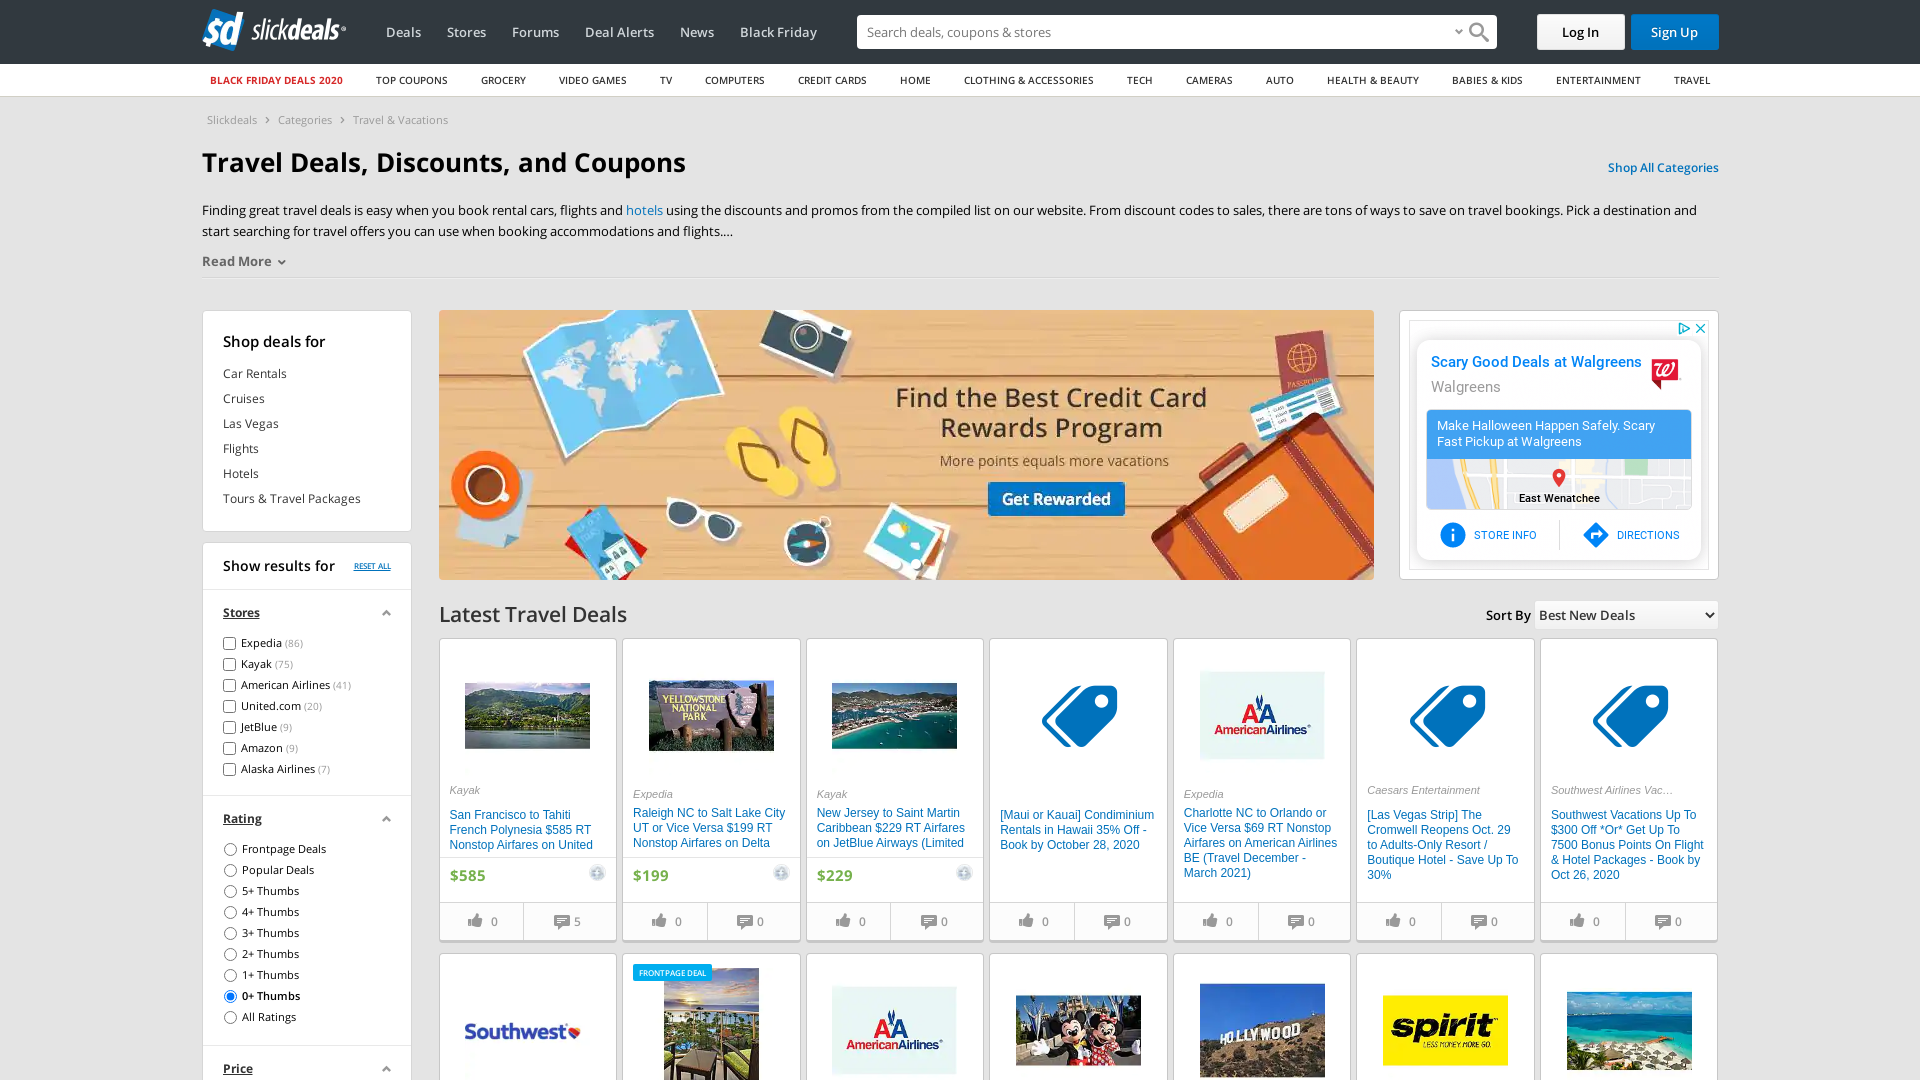 sd slickdeals
Deals Stores Forums Deal Alerts News Black Friday
Search deals, coupons & stores
Log In Sign Up
BLACK FRIDAY DEALS 2020 TOP COUPONS GROCERY VIDEO GAMES TV COMPUTERS CREDIT CARDS HOME CLOTHING & ACCESSORIES TECH CAMERAS AUTO HEALTH & BEAUTY BABIES & KIDS ENTERTAINMENT TRAVEL
Slickdeals > Categories > Travel & Vacations
Travel Deals, Discounts, and Coupons
Shop All Categories
Finding great travel deals is easy when you book rental cars, flights and hotels using the discounts and promos from the compiled list on our website. From discount codes to sales, there are tons of ways to save on travel bookings. Pick a destination and
start searching for travel offers you can use when booking accommodations and flights....
Read More
Shop deals for
Car Rentals
Cruises
Las Vegas
Flights
Hotels
Tours & Travel Packages
Show results for RESET ALL
Stores
Expedia (86)
Kayak (75)
American Airlines (41)
United.com (20)
JetBlue (9)
Amazon (9)
Alaska Airlines (7)
Rating
Frontpage Deals
Popular Deals
5+ Thumbs
4+ Thumbs
3+ Thumbs
2+ Thumbs
1+ Thumbs
0+ Thumbs
All Ratings
Price
PASSPORT
Find the Best Credit Card
Rewards Program
More points equals more vacations
Get Rewarded
Scary Good Deals at Walgreens
Walgreens
Make Halloween Happen Safely. Scary
Fast Pickup at Walgreens
East Wenatchee
STORE INFO DIRECTIONS
Latest Travel Deals
Sort By Best New Deals
Kayak
San Francisco to Tahiti
French Polynesia $585 RT
Nonstop Airfares on United
$585
0 5
YELLOWSTONE
NATIONAL
PARK
Expedia
Raleigh NC to Salt Lake City
UT or Vice Versa $199 RT
Nonstop Airfares on Delta
$199
0 0
Kayak
New Jersey to Saint Martin
Caribbean $229 RT Airfares
on JetBlue Airways (Limited
$229
0 0
[Maui or Kauai] Condiminium
Rentals in Hawaii 35% Off -
Book by October 28, 2020
0 0
AA
AmericanAirlines
Expedia
Charlotte NC to Orlando or
Vice Versa $69 RT Nonstop
Airfares on American Airlines
BE (Travel December -
March 2021)
0 0
Caesars Entertainment
[Las Vegas Strip] The
Cromwell Reopens Oct. 29
to Adults-Only Resort /
Boutique Hotel - Save Up To
30%
0 0
Southwest Airlines Vac...
Southwest Vacations Up To
$300 Off *Or* Get Up To
7500 Bonus Points On Flight
& Hotel Packages - Book by
Oct 26, 2020
0 0
Southwest
FRONTPAGE DEAL
AA
AmericanAirlines
HOLLYWOOD
spirit
LESS MONEY. MORE GO.